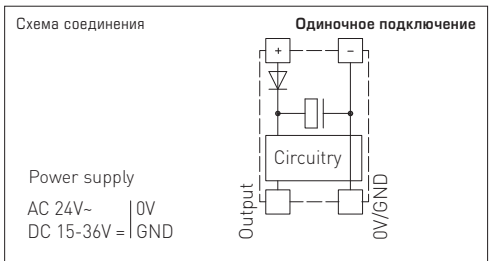 Схема соединения
Одиночное подключение
+ −
Circuitry
Power supply
AC 24V~ | 0V
DC 15-36V = | GND
Output
0V/GND